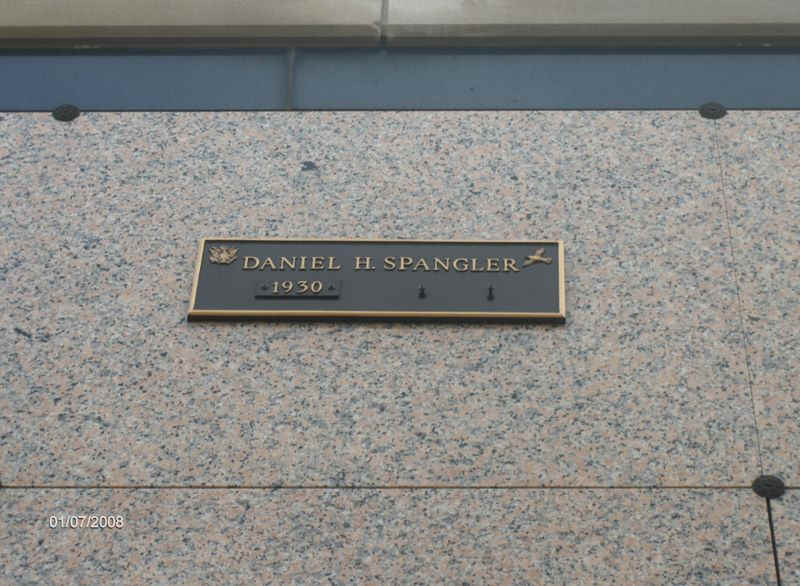 DANIEL H. SPANGLER
1930
01/07/2008